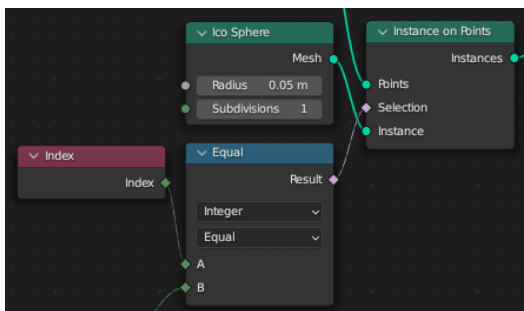 Ico Sphere
Mesh
Radius 0.05 m
Subdivisions 1
Instance on Points
Instances
Points
Selection
Instance
Index
Index
Equal
Result
Integer
Equal
A
B